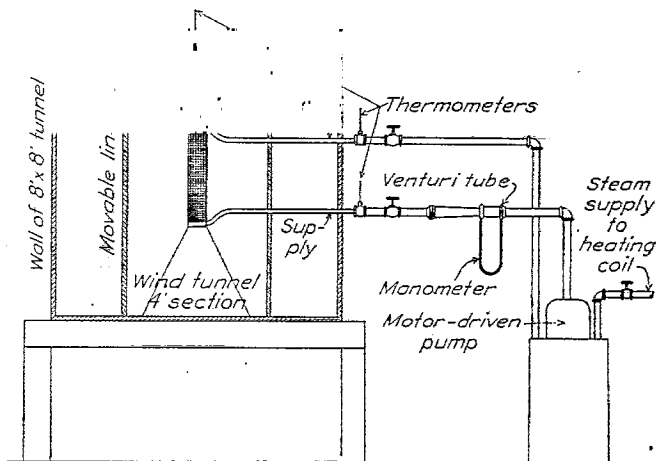 Wall of 8'x 8' tunnel
Movable lin.
Thermometers
Venturi tube
Steam
supply
to
heating
coil
Sup-
ply
Wind tunnel
4' section
Manometer
Motor-driven
pump